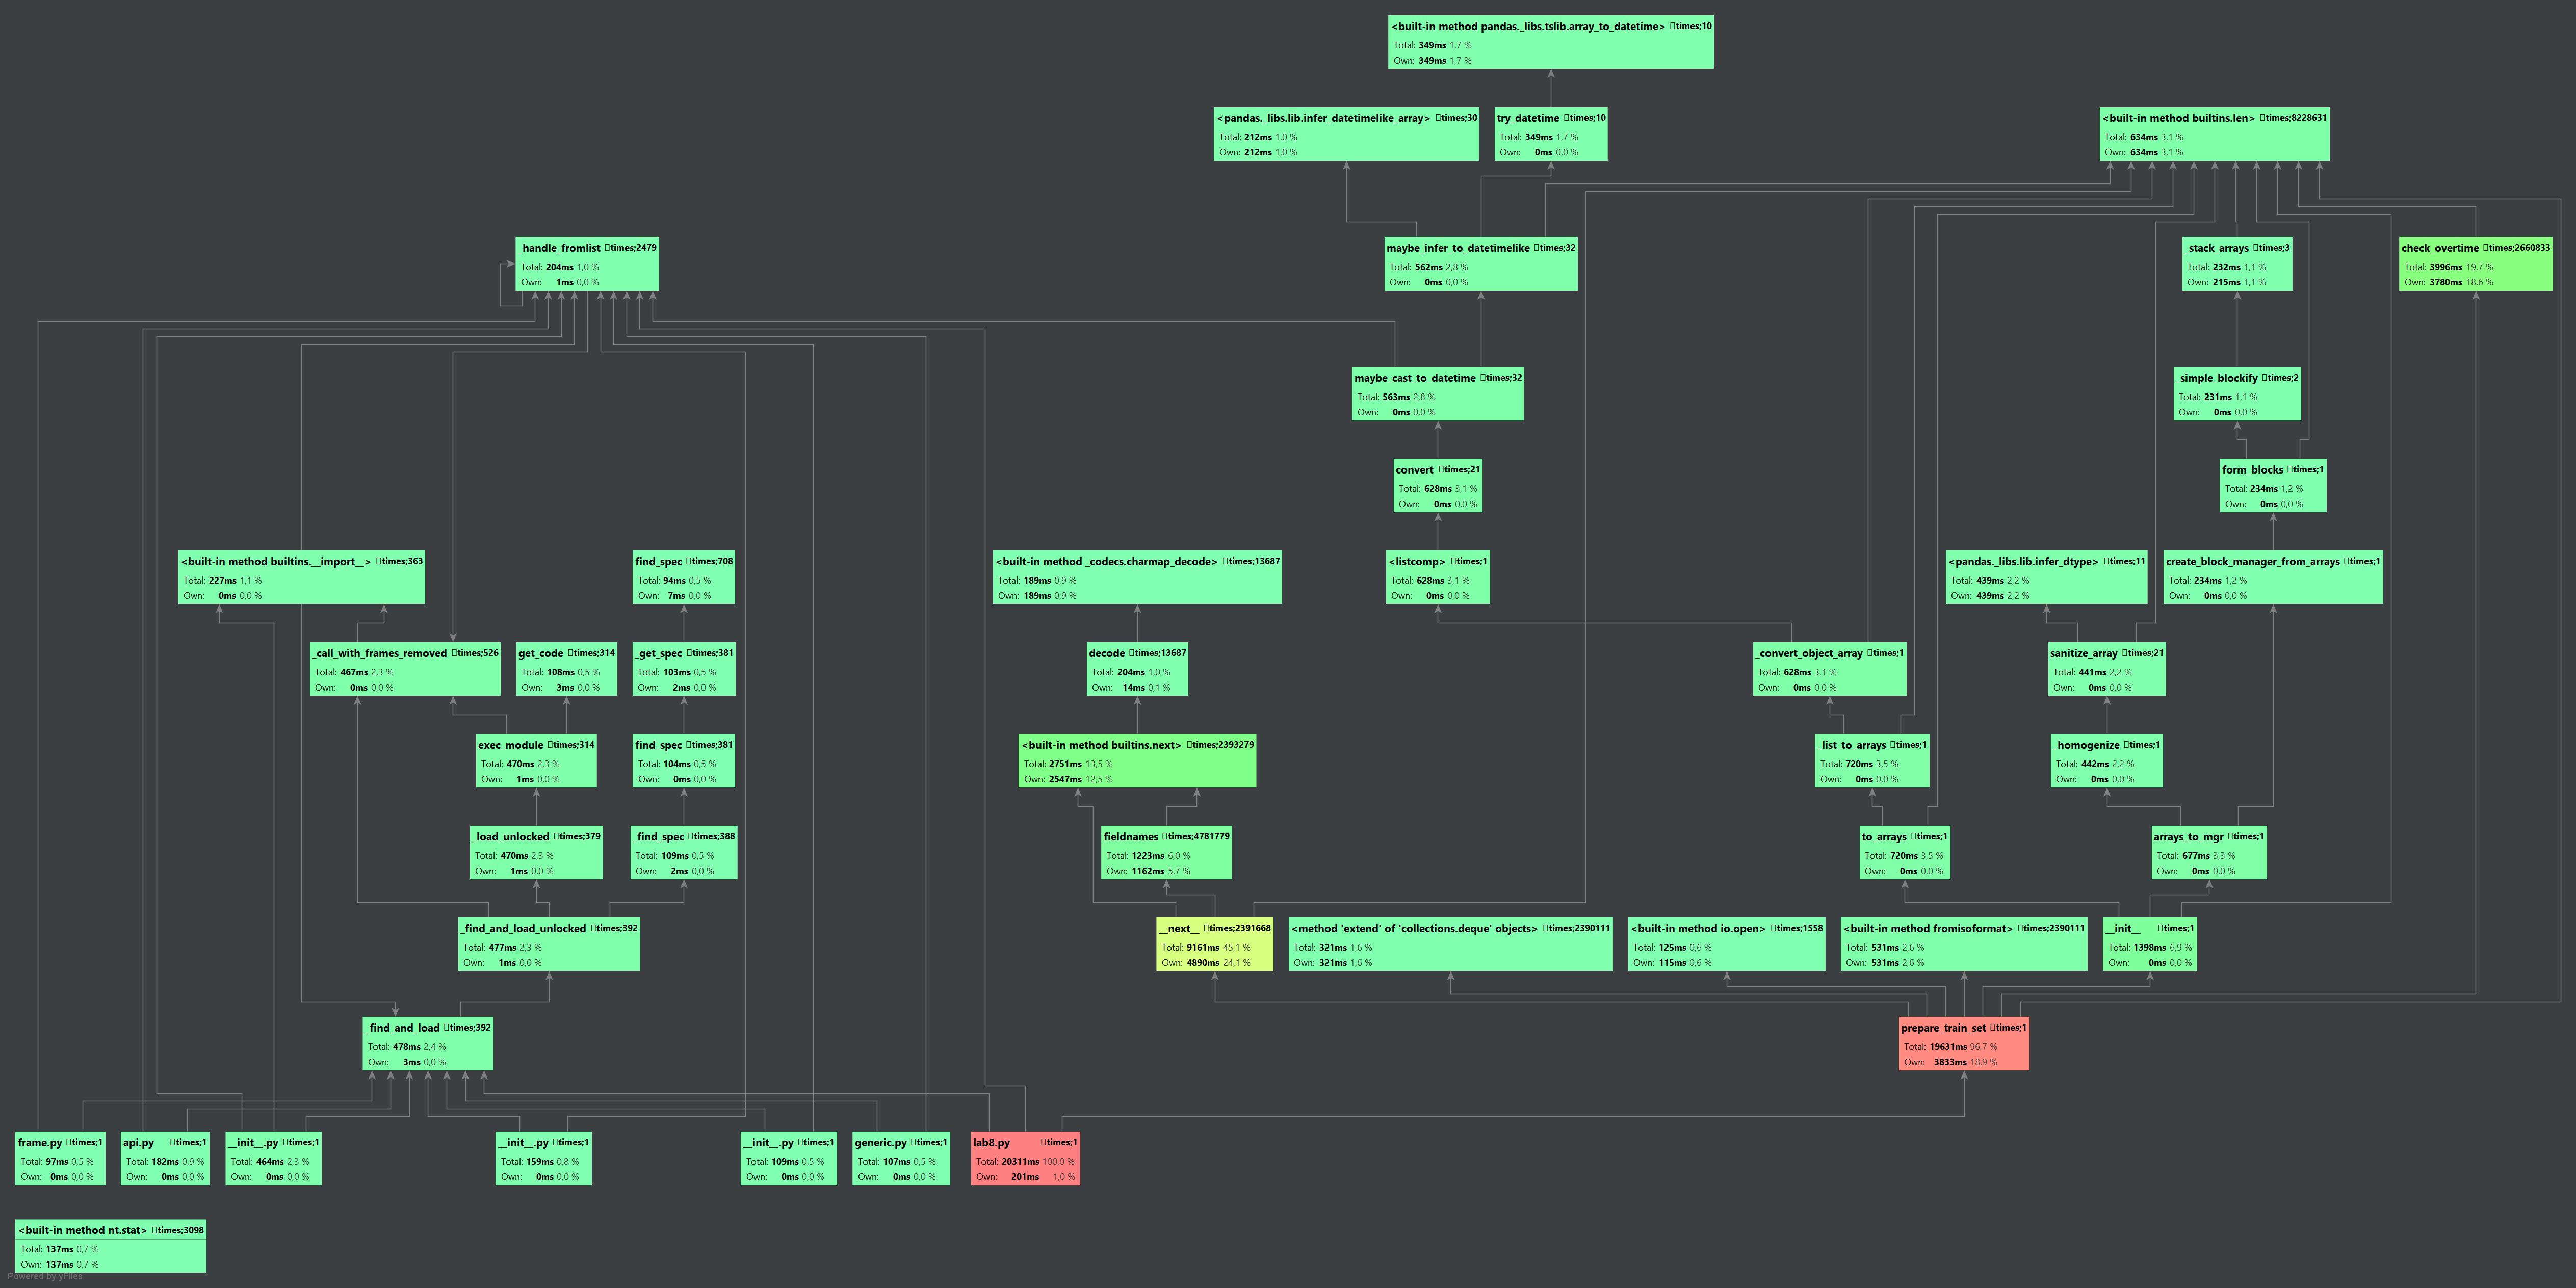 <built-in method pandas._libs.tslib.array_to_datetime> □times;10
Total: 349ms 1,7 %
Own: 349ms 1,7 %
<pandas._libs.lib.infer_datetimelike_array> □times;30
Total: 212ms 1,0 %
Own: 212ms 1,0 %
try_datetime □times;10
Total: 349ms 1,7 %
Own: 0ms 0,0 %
<built-in method builtins.len> □times;8228631
Total: 634ms 3,1 %
Own: 634ms 3,1 %
_handle_fromlist □times;2479
Total: 204ms 1,0 %
Own: 1ms 0,0 %
maybe_infer_to_datetimelike □times;32
Total: 562ms 2,8 %
Own: 0ms 0,0 %
_stack_arrays □times;3
Total: 232ms 1,1 %
Own: 215ms 1,1 %
check_overtime □times;2660833
Total: 3996ms 19,7 %
Own: 3780ms 18,6 %
maybe_cast_to_datetime □times;32
Total: 563ms 2,8 %
Own: 0ms 0,0 %
_simple_blockify □times;2
Total: 231ms 1,1 %
Own: 0ms 0,0 %
convert □times;21
Total: 628ms 3,1 %
Own: 0ms 0,0 %
form_blocks □times;1
Total: 234ms 1,2 %
Own: 0ms 0,0 %
<built-in method builtins.__import__> □times;363
Total: 227ms 1,1 %
Own: 0ms 0,0 %
find_spec □times;708
Total: 94ms 0,5 %
Own: 7ms 0,0 %
<built-in method _codecs.charmap_decode> □times;13687
Total: 189ms 0,9 %
Own: 189ms 0,9 %
<listcomp> □times;1
Total: 628ms 3,1 %
Own: 0ms 0,0 %
<pandas._libs.lib.infer_dtype> □times;11
Total: 439ms 2,2 %
Own: 439ms 2,2 %
create_block_manager_from_arrays □times;1
Total: 234ms 1,2 %
Own: 0ms 0,0 %
_call_with_frames_removed □times;526
Total: 467ms 2,3 %
Own: 0ms 0,0 %
get_code □times;314
Total: 108ms 0,5 %
Own: 3ms 0,0 %
_get_spec □times;381
Total: 103ms 0,5 %
Own: 2ms 0,0 %
decode □times;13687
Total: 204ms 1,0 %
Own: 14ms 0,1 %
_convert_object_array □times;1
Total: 628ms 3,1 %
Own: 0ms 0,0 %
sanitize_array □times;21
Total: 441ms 2,2 %
Own: 0ms 0,0 %
exec_module □times;314
Total: 470ms 2,3 %
Own: 1ms 0,0 %
find_spec □times;381
Total: 104ms 0,5 %
Own: 0ms 0,0 %
<built-in method builtins.next> □times;2393279
Total: 2751ms 13,5 %
Own: 2547ms 12,5 %
_list_to_arrays □times;1
Total: 720ms 3,5 %
Own: 0ms 0,0 %
_homogenize □times;1
Total: 442ms 2,2 %
Own: 0ms 0,0 %
_load_unlocked □times;379
Total: 470ms 2,3 %
Own: 1ms 0,0 %
_find_spec □times;388
Total: 109ms 0,5 %
Own: 2ms 0,0 %
fieldnames □times;4781779
Total: 1223ms 6,0 %
Own: 1162ms 5,7 %
to_arrays □times;1
Total: 720ms 3,5 %
Own: 0ms 0,0 %
arrays_to_mgr □times;1
Total: 677ms 3,3 %
Own: 0ms 0,0 %
_find_and_load_unlocked □times;392
Total: 477ms 2,3 %
Own: 1ms 0,0 %
__next__ □times;2391668
Total: 9161ms 45,1 %
Own: 4890ms 24,1 %
<method 'extend' of 'collections.deque' objects> □times;2390111
Total: 321ms 1,6 %
Own: 321ms 1,6 %
<built-in method io.open> □times;1558
Total: 125ms 0,6 %
Own: 115ms 0,6 %
<built-in method fromisoformat> □times;2390111
Total: 531ms 2,6 %
Own: 531ms 2,6 %
__init__ □times;1
Total: 1398ms 6,9 %
Own: 0ms 0,0 %
_find_and_load □times;392
Total: 478ms 2,4 %
Own: 3ms 0,0 %
prepare_train_set □times;1
Total: 19631ms 96,7 %
Own: 3833ms 18,9 %
frame.py □times;1
Total: 97ms 0,5 %
Own: 0ms 0,0 %
api.py □times;1
Total: 182ms 0,9 %
Own: 0ms 0,0 %
__init__.py □times;1
Total: 464ms 2,3 %
Own: 0ms 0,0 %
__init__.py □times;1
Total: 159ms 0,8 %
Own: 0ms 0,0 %
__init__.py □times;1
Total: 109ms 0,5 %
Own: 0ms 0,0 %
generic.py □times;1
Total: 107ms 0,5 %
Own: 0ms 0,0 %
lab8.py □times;1
Total: 20311ms 100,0 %
Own: 201ms 1,0 %
<built-in method nt.stat> □times;3098
Total: 137ms 0,7 %
Own: 137ms 0,7 %
Powered by yFiles